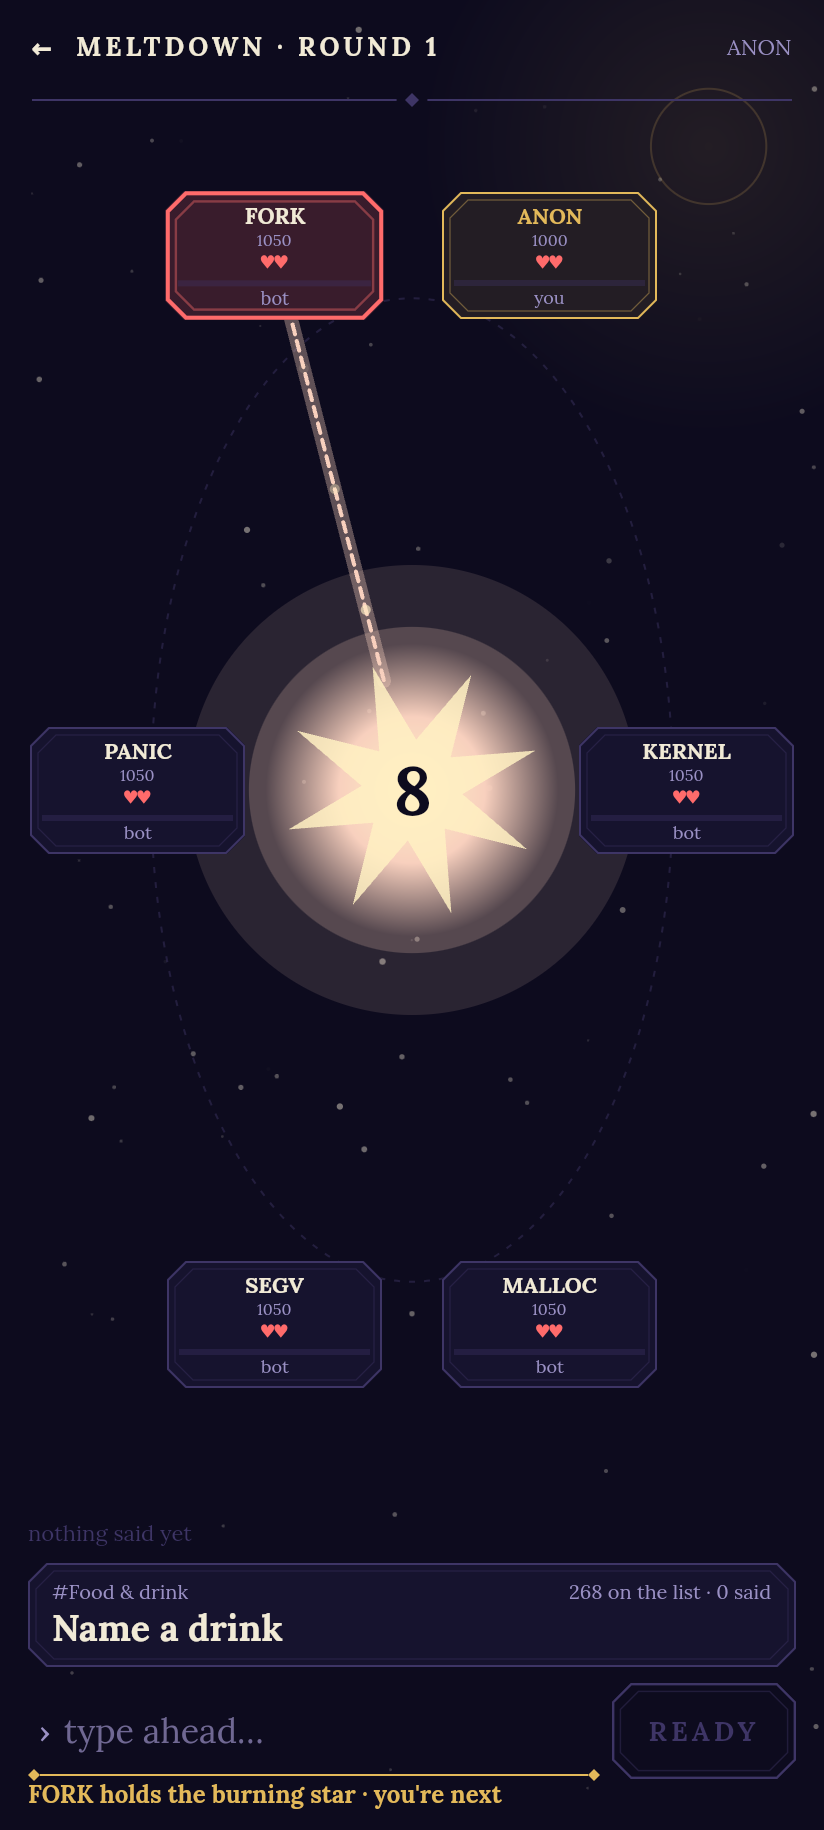 ← MELTDOWN · ROUND 1
ANON
FORK
1050
♥♥
bot
ANON
1000
♥♥
you
PANIC
1050
♥♥
bot
8
KERNEL
1050
♥♥
bot
SEGV
1050
♥♥
bot
MALLOC
1050
♥♥
bot
nothing said yet
#Food & drink
268 on the list · 0 said
Name a drink
› type ahead...
READY
FORK holds the burning star · you're next